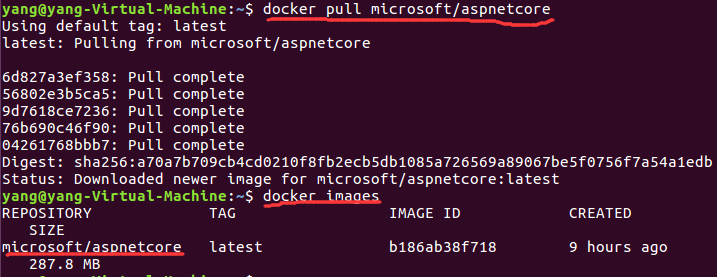 yang@yang-Virtual-Machine:~$ docker pull microsoft/aspnetcore
Using default tag: latest
latest: Pulling from microsoft/aspnetcore
6d827a3ef358: Pull complete
56802e3b5ca5: Pull complete
9d7618ce7236: Pull complete
76b690c46f90: Pull complete
04261768bbb7: Pull complete
Digest: sha256:a70a7b709cb4cd0210f8fb2ecb5db1085a726569a89067be5f0756f7a54a1edb
Status: Downloaded newer image for microsoft/aspnetcore:latest
yang@yang-Virtual-Machine:~$ docker images
REPOSITORY TAG IMAGE ID CREATED
SIZE
microsoft/aspnetcore latest b186ab38f718 9 hours ago
287.8 MB